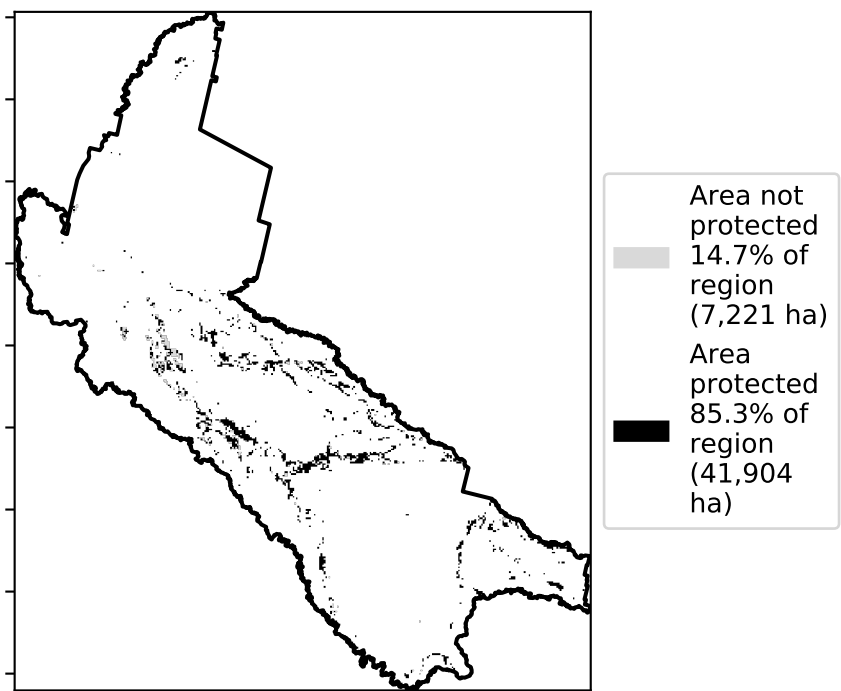 Area not
protected
14.7% of
region
(7,221 ha)
Area
protected
85.3% of
region
(41,904
ha)